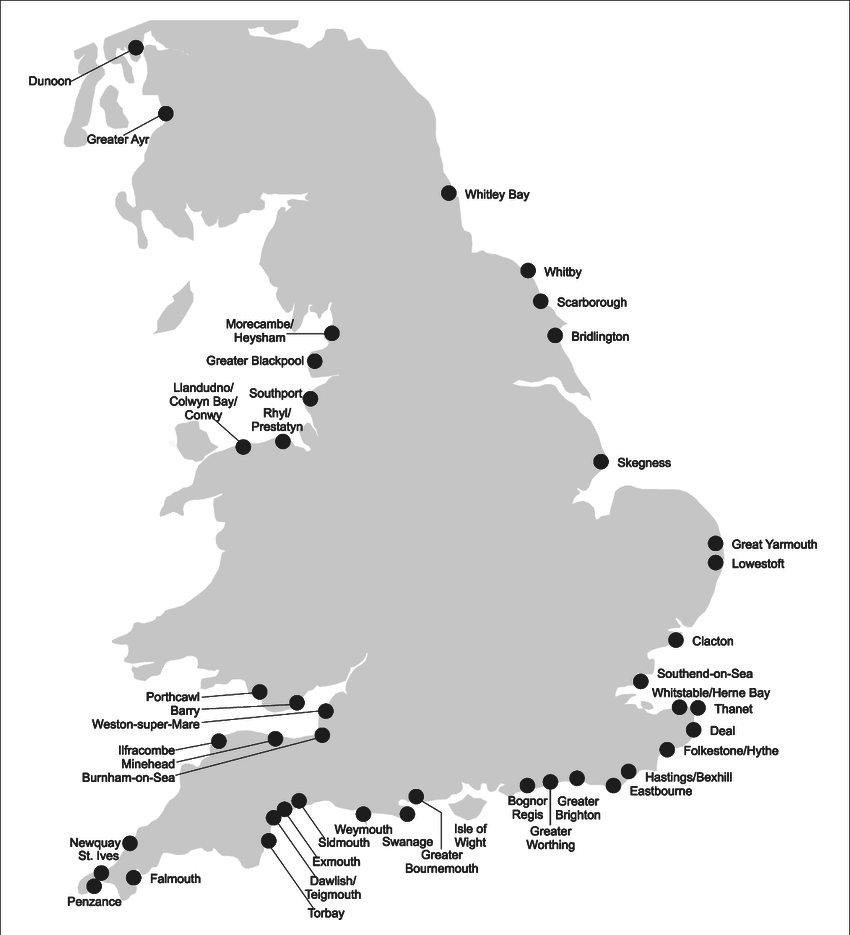 Dunoon
Greater Ayr
Whitley Bay
Whitby
Scarborough
Bridlington
Morecambe/
Heysham
Greater Blackpool
Llandudno/
Colwyn Bay/
Conwy
Southport
Rhyl/
Prestatyn
Skegness
Great Yarmouth
Lowestoft
Clacton
Southend-on-Sea
Whitstable/Herne Bay
Thanet
Deal
Folkestone/Hythe
Hastings/Bexhill
Eastbourne
Porthcawl
Barry
Weston-super-Mare
Ilfracombe
Minehead
Burnham-on-Sea
Bognor
Regis
Greater
Brighton
Greater
Worthing
Isle of
Wight
Weymouth
Swanage
Greater
Bournemouth
Sidmouth
Exmouth
Dawlish/
Teigmouth
Torbay
Newquay
St. Ives
Falmouth
Penzance